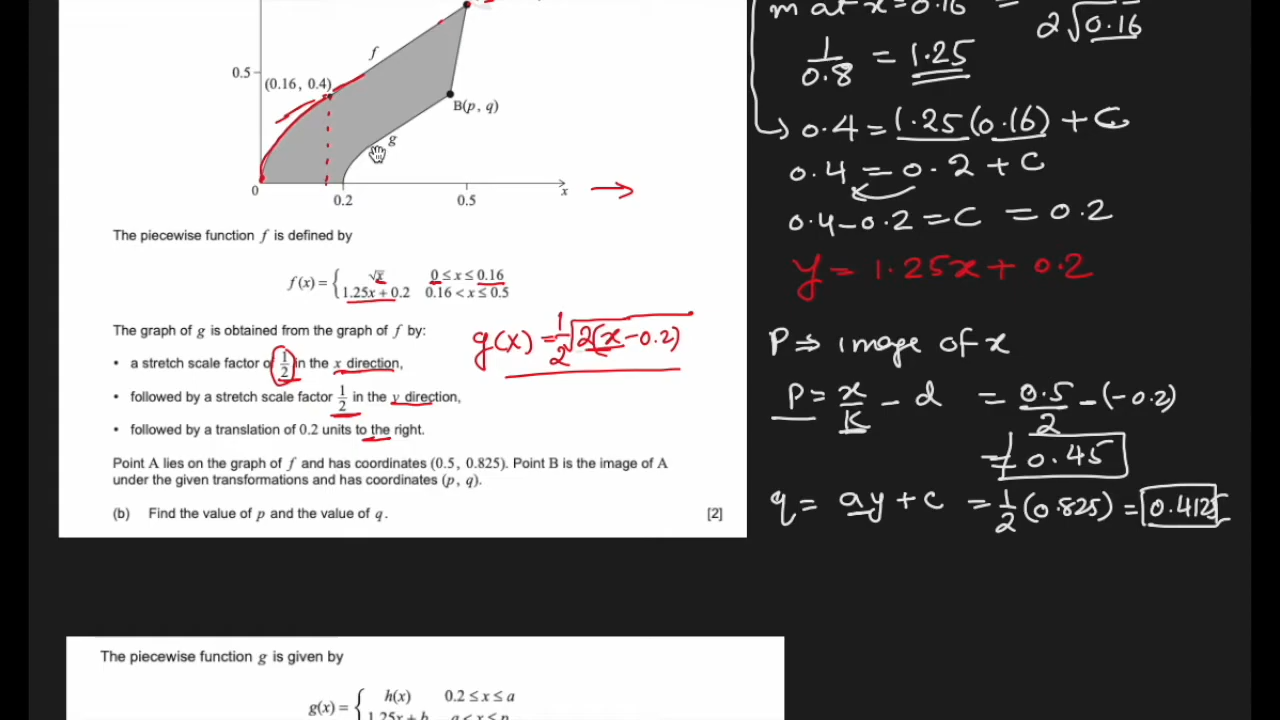 m at x = 0.16 =
2√0.16
1/0.8 = 1.25
0.5
f
(0.16, 0.4)
B(p, q)
g
0
0.2
0.5
x
0.4 = 1.25(0.16) + C
0.4 = 0.2 + C
0.4 - 0.2 = C = 0.2
y = 1.25x + 0.2
The piecewise function f is defined by
f(x) = { √x 0 ≤ x ≤ 0.16
1.25x + 0.2 0.16 < x ≤ 0.5
The graph of g is obtained from the graph of f by:
g(x) = 1/2 √2(x - 0.2)
• a stretch scale factor of 1/2 in the x direction,
• followed by a stretch scale factor 1/2 in the y direction,
• followed by a translation of 0.2 units to the right.
Point A lies on the graph of f and has coordinates (0.5, 0.825). Point B is the image of A
under the given transformations and has coordinates (p, q).
(b) Find the value of p and the value of q. [2]
P ⇒ image of x
P = x/K - d = 0.5/2 - (-0.2)
= 0.45
q = ay + c = 1/2 (0.825) = 0.4125
The piecewise function g is given by
g(x) = { h(x) 0.2 ≤ x ≤ a
1.25x + b a < x ≤ p